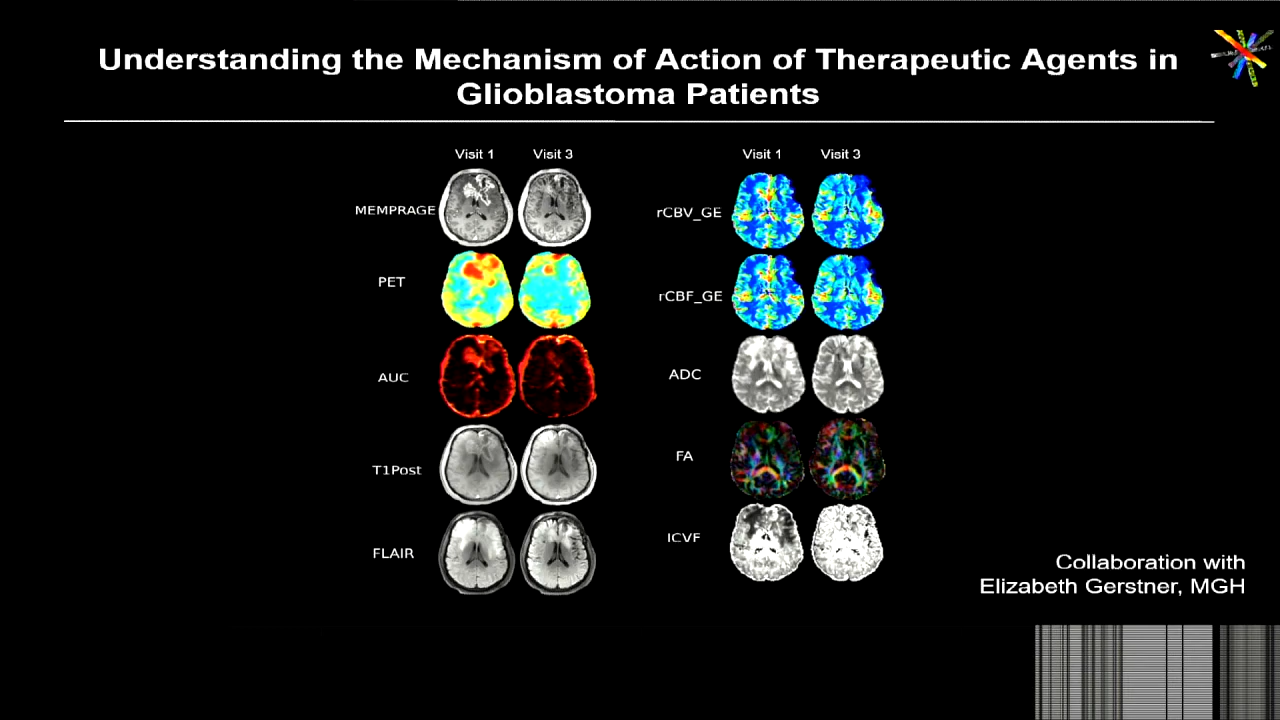 Understanding the Mechanism of Action of Therapeutic Agents in
Glioblastoma Patients
Visit 1 Visit 3
MEMPRAGE
PET
AUC
T1Post
FLAIR
Visit 1 Visit 3
rCBV_GE
rCBF_GE
ADC
FA
ICVF
Collaboration with
Elizabeth Gerstner, MGH